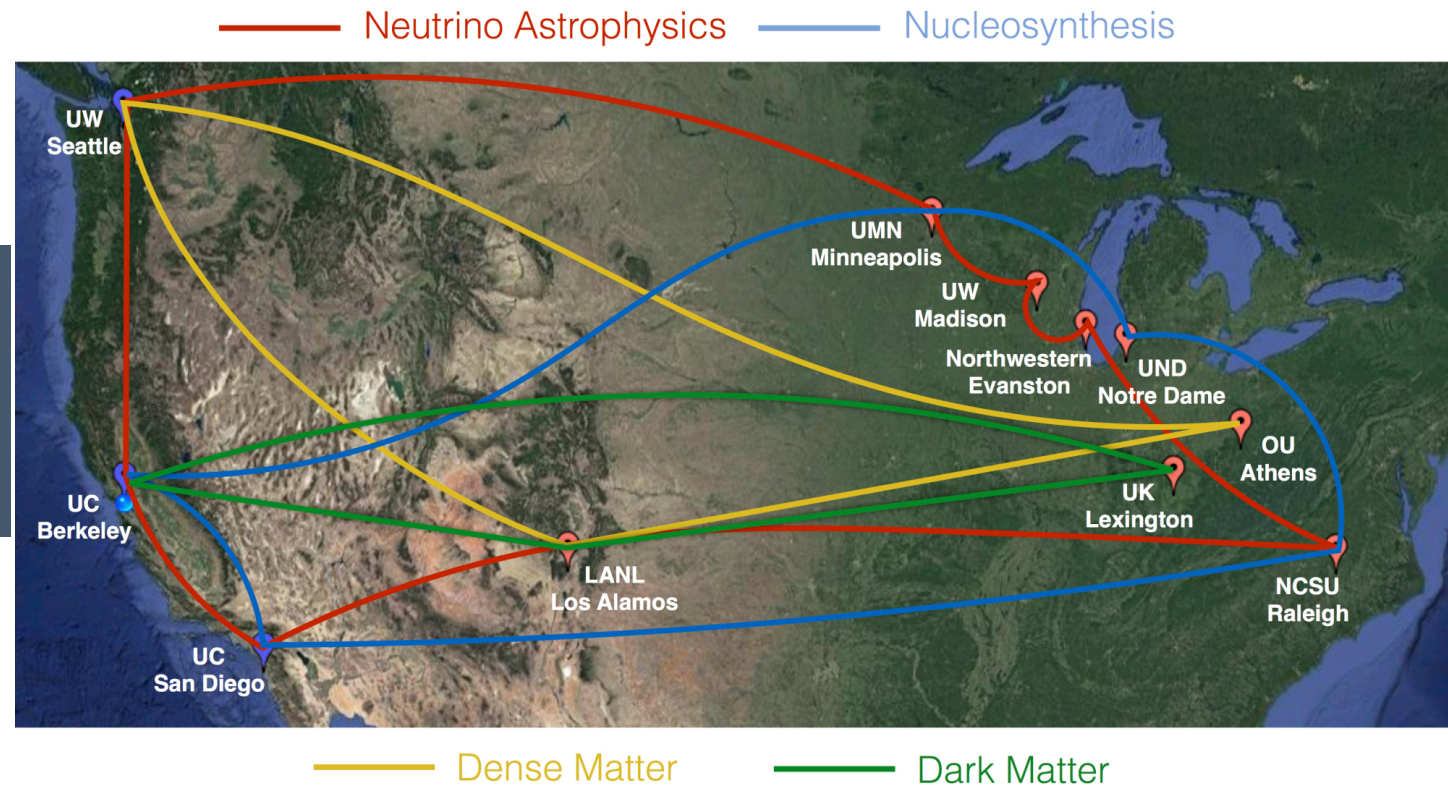 Neutrino Astrophysics
Nucleosynthesis
UW
Seattle
UMN
Minneapolis
UW
Madison
Northwestern
Evanston
UND
Notre Dame
OU
Athens
UK
Lexington
UC
Berkeley
LANL
Los Alamos
NCSU
Raleigh
UC
San Diego
Dense Matter
Dark Matter